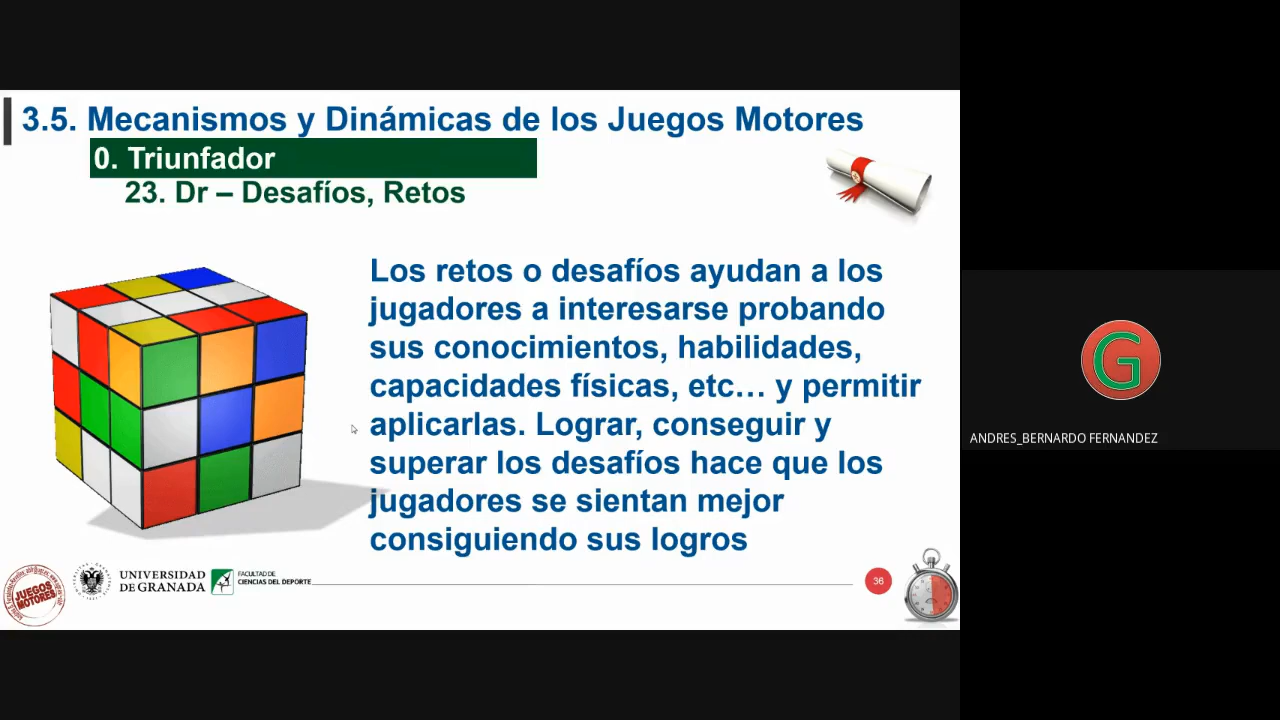 3.5. Mecanismos y Dinámicas de los Juegos Motores
0. Triunfador
23. Dr – Desafíos, Retos
Los retos o desafíos ayudan a los
jugadores a interesarse probando
sus conocimientos, habilidades,
capacidades físicas, etc… y permitir
aplicarlas. Lograr, conseguir y
superar los desafíos hace que los
jugadores se sientan mejor
consiguiendo sus logros
G
ANDRES_BERNARDO FERNANDEZ
JUEGOS
MOTORES
UNIVERSIDAD
DE GRANADA
FACULTAD DE
CIENCIAS DEL DEPORTE
36